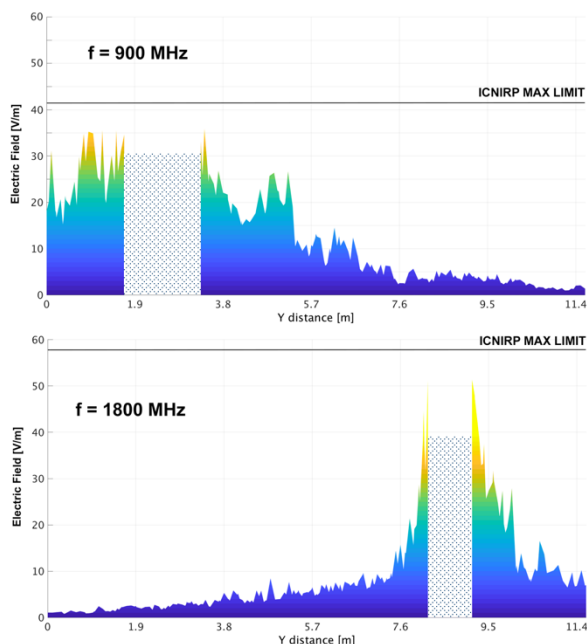 60
f = 900 MHz
50
ICNIRP MAX LIMIT
40
Electric Field [V/m]
30
20
10
0
0 1.9 3.8 5.7 7.6 9.5 11.4
Y distance [m]
60
ICNIRP MAX LIMIT
50
f = 1800 MHz
40
Electric Field [V/m]
30
20
10
0
0 1.9 3.8 5.7 7.6 9.5 11.4
Y distance [m]